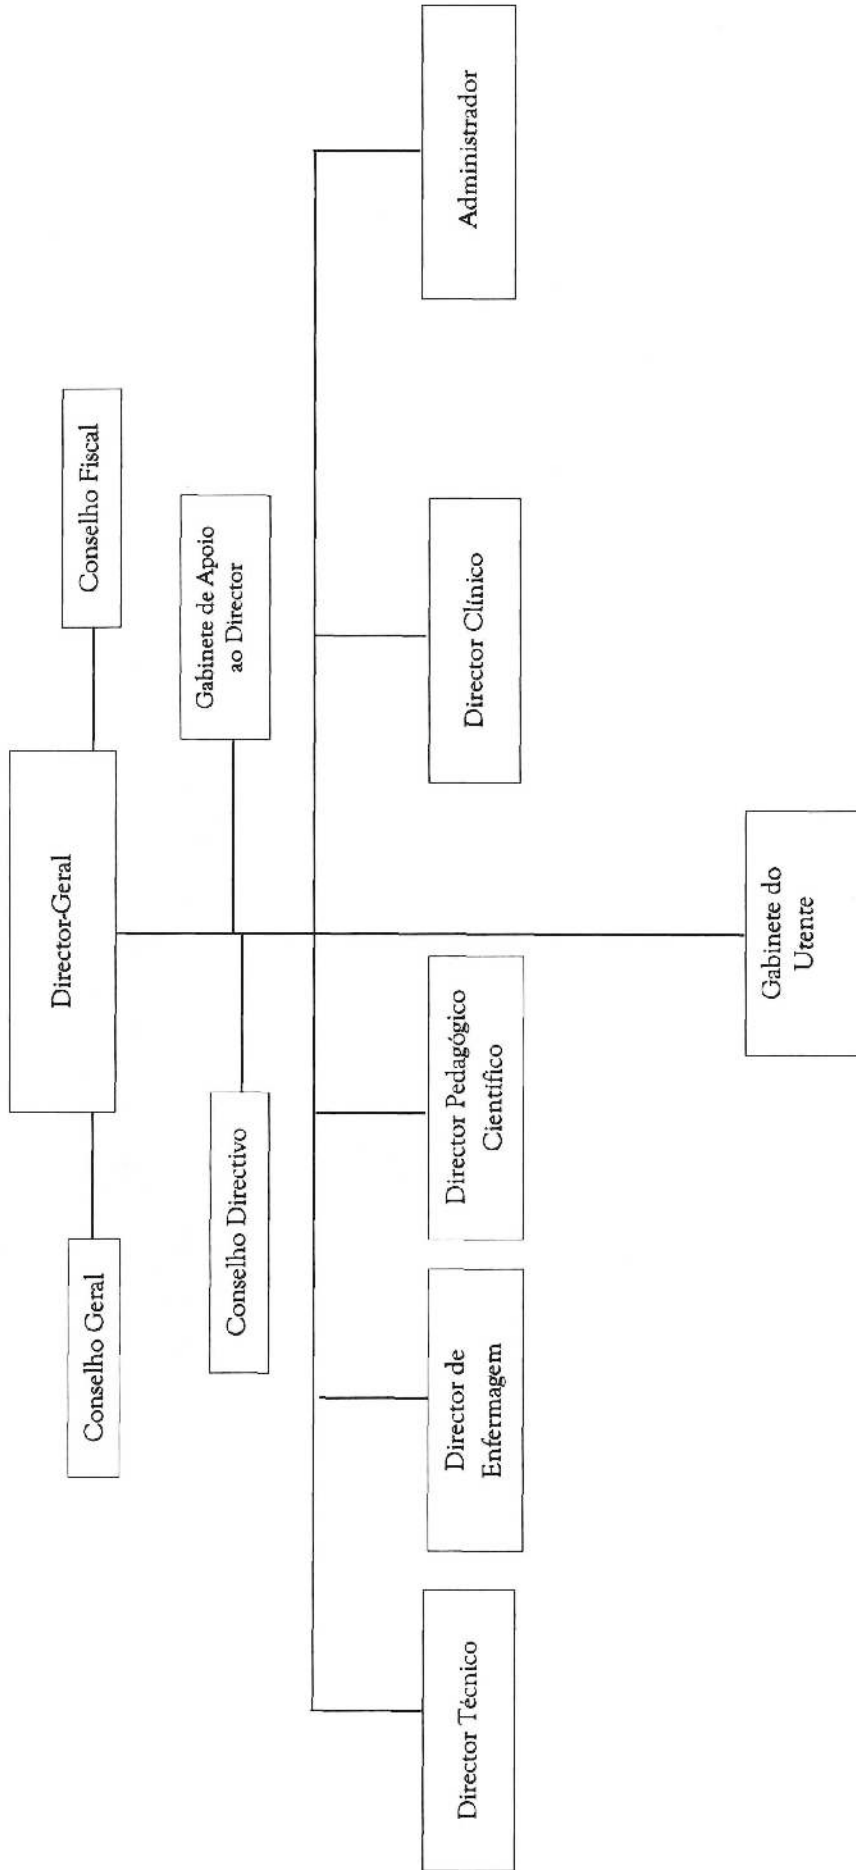 Director-Geral
Conselho Geral
Conselho Fiscal
Gabinete de Apoio
ao Director
Conselho Directivo
Director Técnico
Director de
Enfermagem
Director Pedagógico
Científico
Director Clínico
Administrador
Gabinete do
Utente